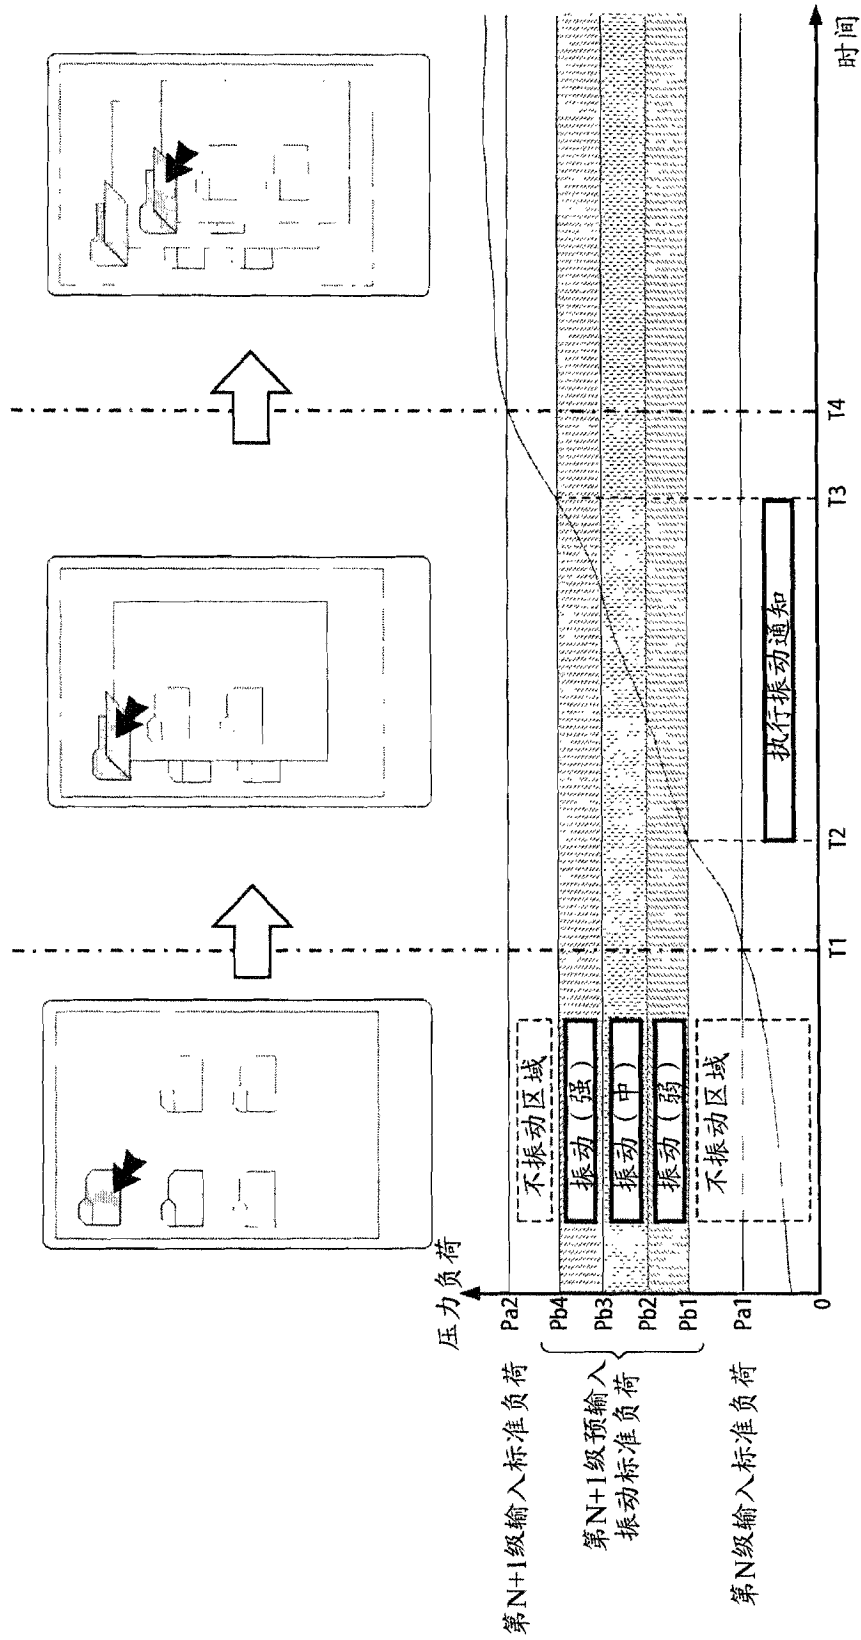 压力负荷
第N+1级输入标准负荷
第N+1级预输入
振动标准负荷
第N级输入标准负荷
Pa2
Pb4
Pb3
Pb2
Pb1
Pa1
0
不振动区域
振动(强)
振动(中)
振动(弱)
不振动区域
执行振动通知
T1
T2
T3
T4
时间